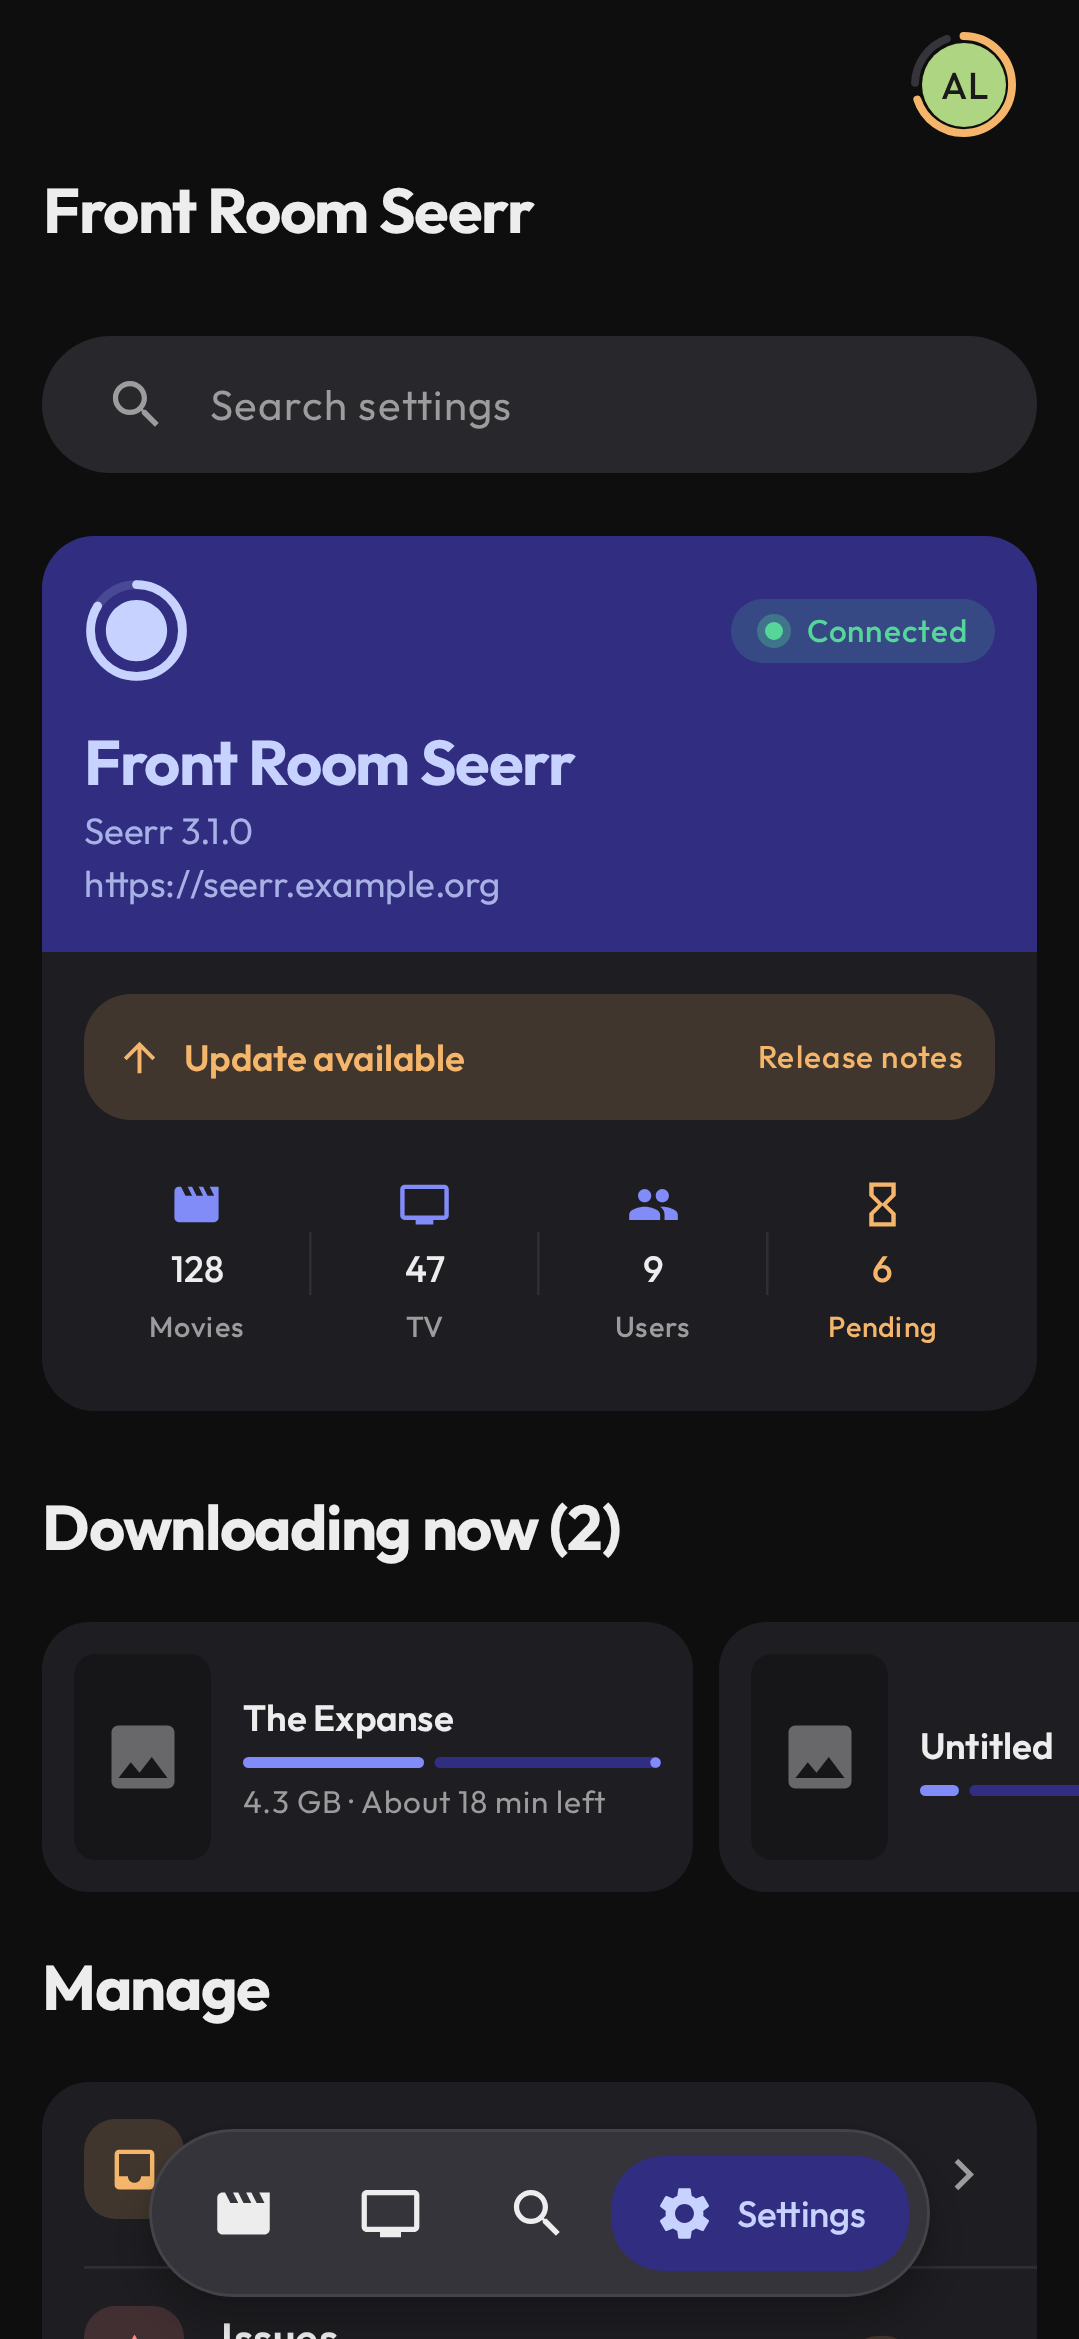 AL
Front Room Seerr
Search settings
Connected
Front Room Seerr
Seerr 3.1.0
https://seerr.example.org
Update available
Release notes
128
47
9
6
Movies
TV
Users
Pending
Downloading now (2)
The Expanse
4.3 GB · About 18 min left
Untitled
Manage
Settings
Issues